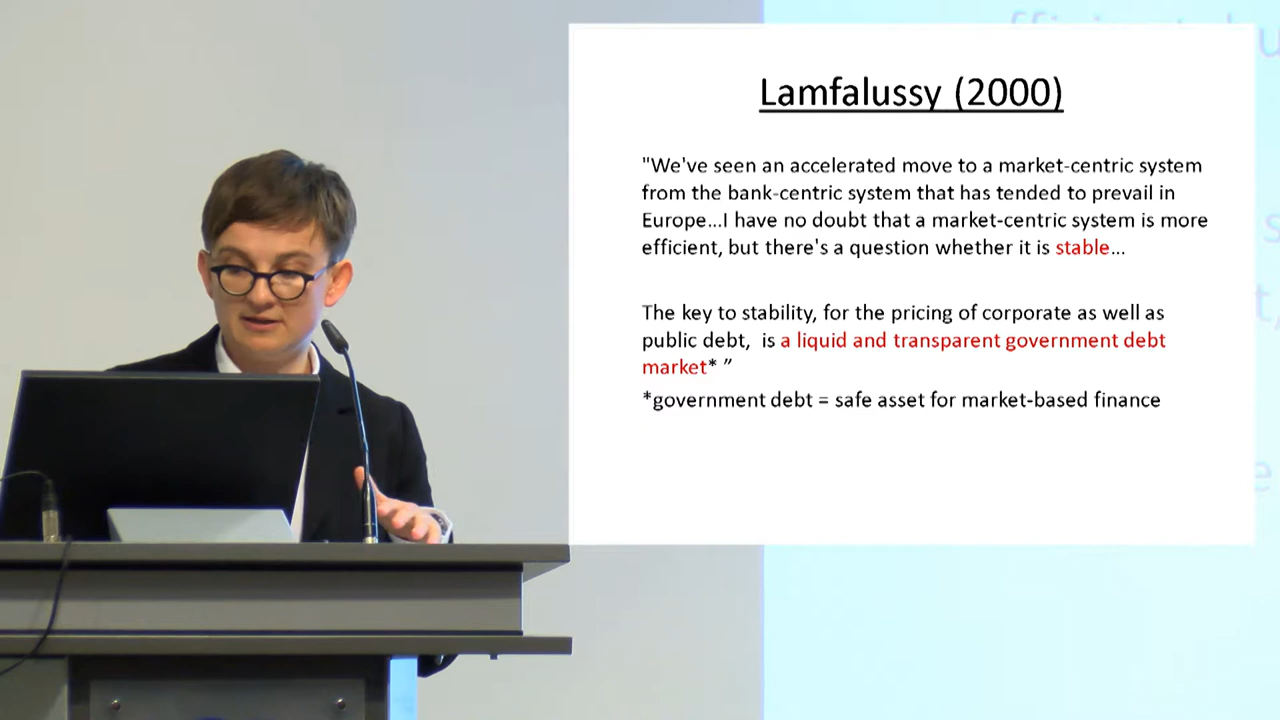 Lamfalussy (2000)
"We've seen an accelerated move to a market-centric system
from the bank-centric system that has tended to prevail in
Europe...I have no doubt that a market-centric system is more
efficient, but there's a question whether it is stable...
The key to stability, for the pricing of corporate as well as
public debt,  is a liquid and transparent government debt
market* ”
*government debt = safe asset for market-based finance